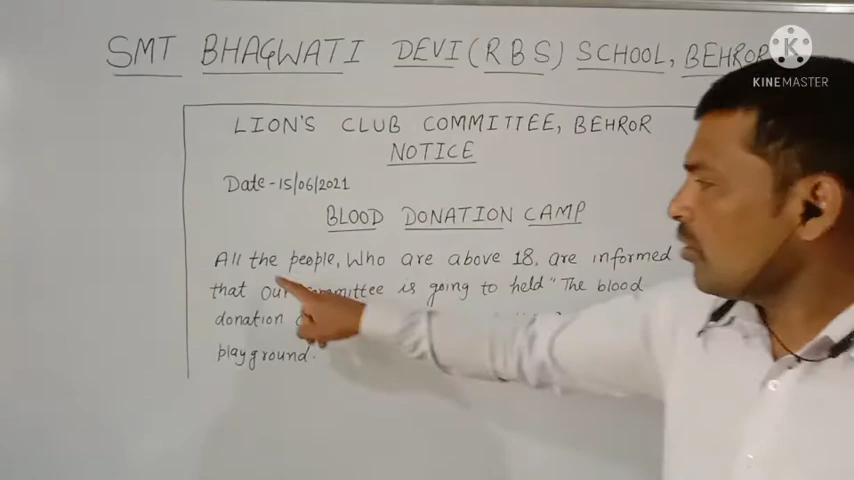 SMT BHAGWATI DEVI (RBS) SCHOOL, BEHROR
KINEMASTER
LION'S CLUB COMMITTEE, BEHROR
NOTICE
Date - 15/06/2021
BLOOD DONATION CAMP
All the people, Who are above 18, are informed
that our committee is going to held "The blood
donation
playground.